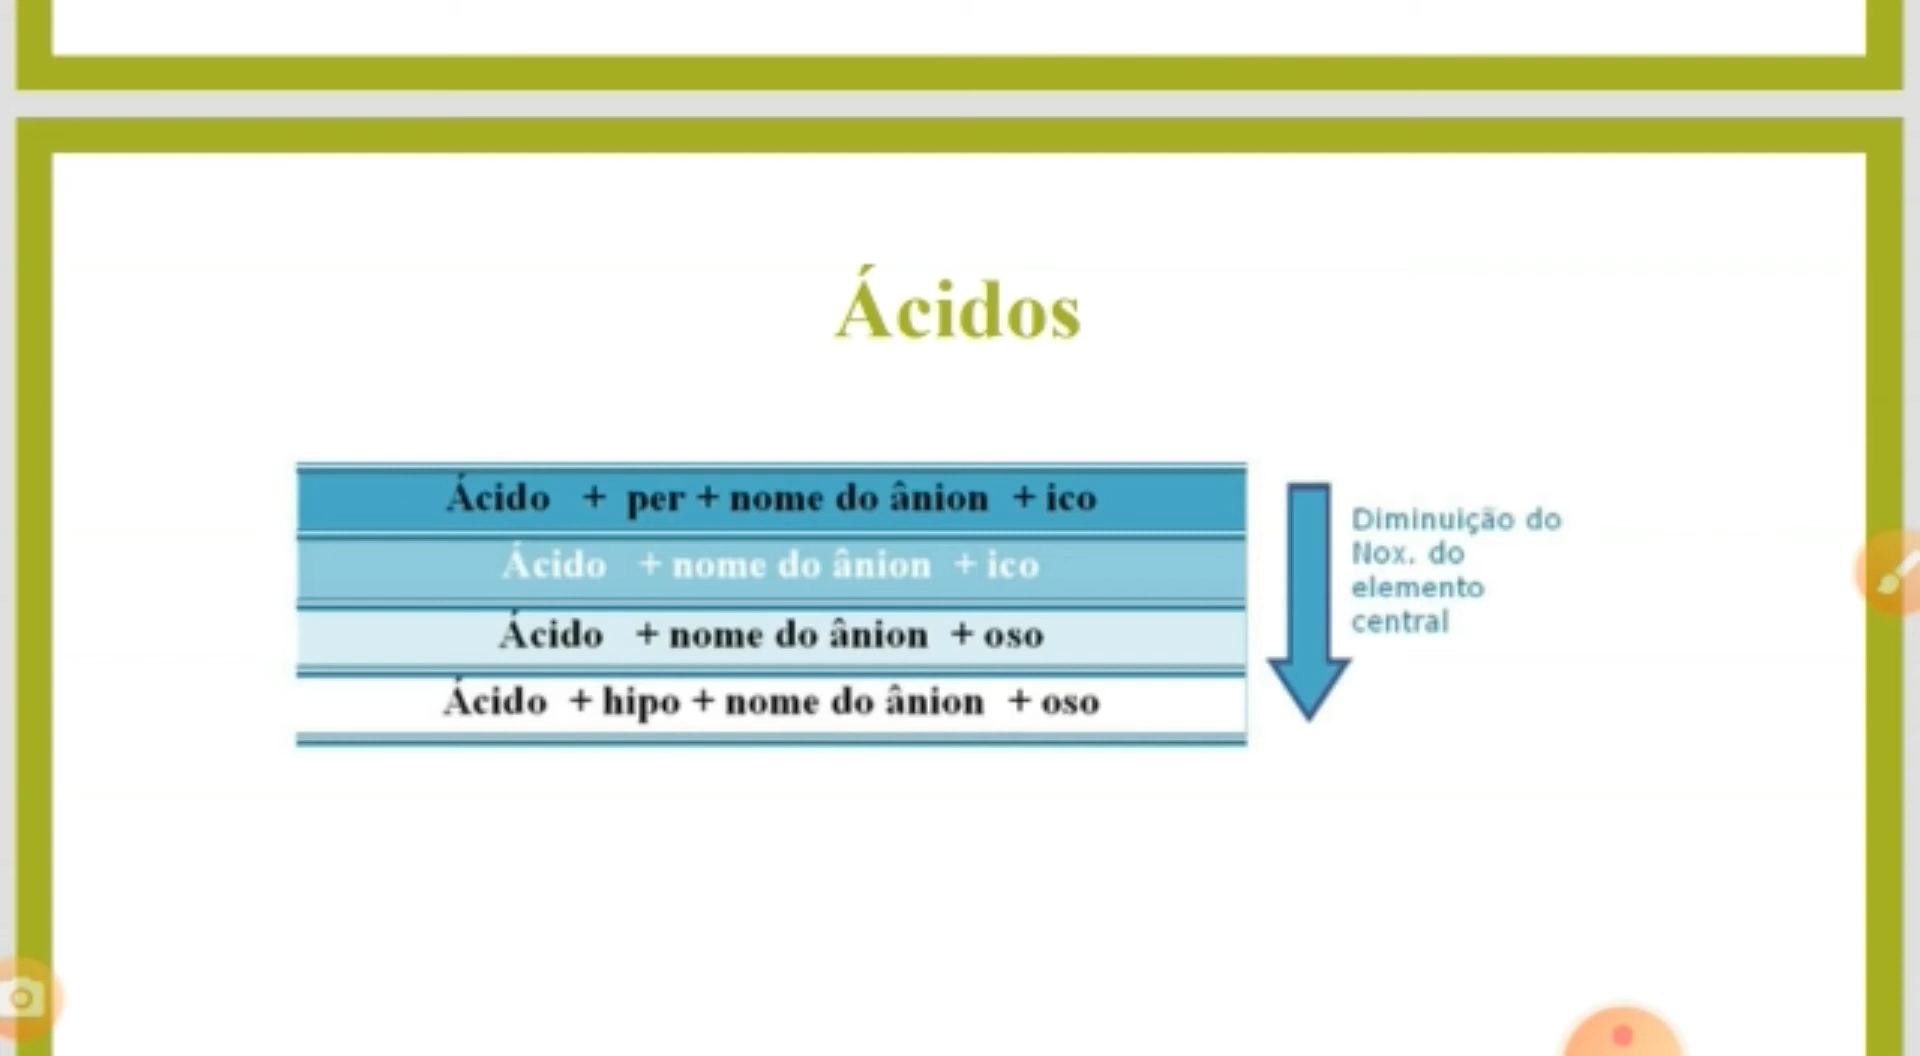 Ácidos
Ácido + per + nome do ânion + ico
Ácido + nome do ânion + ico
Ácido + nome do ânion + oso
Ácido + hipo + nome do ânion + oso
Diminuição do
Nox. do
elemento
central